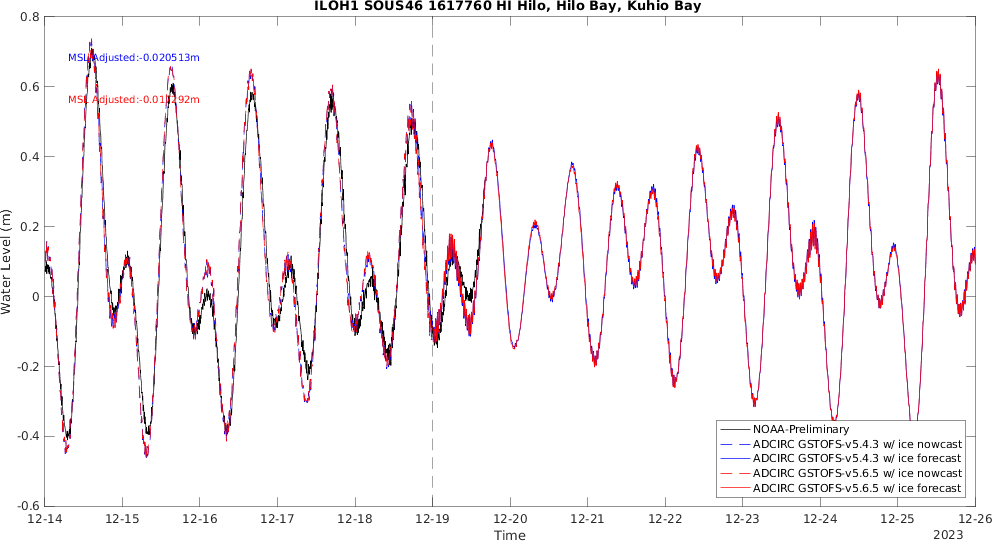 ILOH1 SOUS46 1617760 HI Hilo, Hilo Bay, Kuhio Bay
0.8
0.6
0.4
0.2
0
-0.2
-0.4
-0.6
Water Level (m)
MSL Adjusted:-0.020513m
MSL Adjusted:-0.011292m
NOAA-Preliminary
ADCIRC GSTOFS-v5.4.3 w/ ice nowcast
ADCIRC GSTOFS-v5.4.3 w/ ice forecast
ADCIRC GSTOFS-v5.6.5 w/ ice nowcast
ADCIRC GSTOFS-v5.6.5 w/ ice forecast
12-14 12-15 12-16 12-17 12-18 12-19 12-20 12-21 12-22 12-23 12-24 12-25 12-26
Time
2023